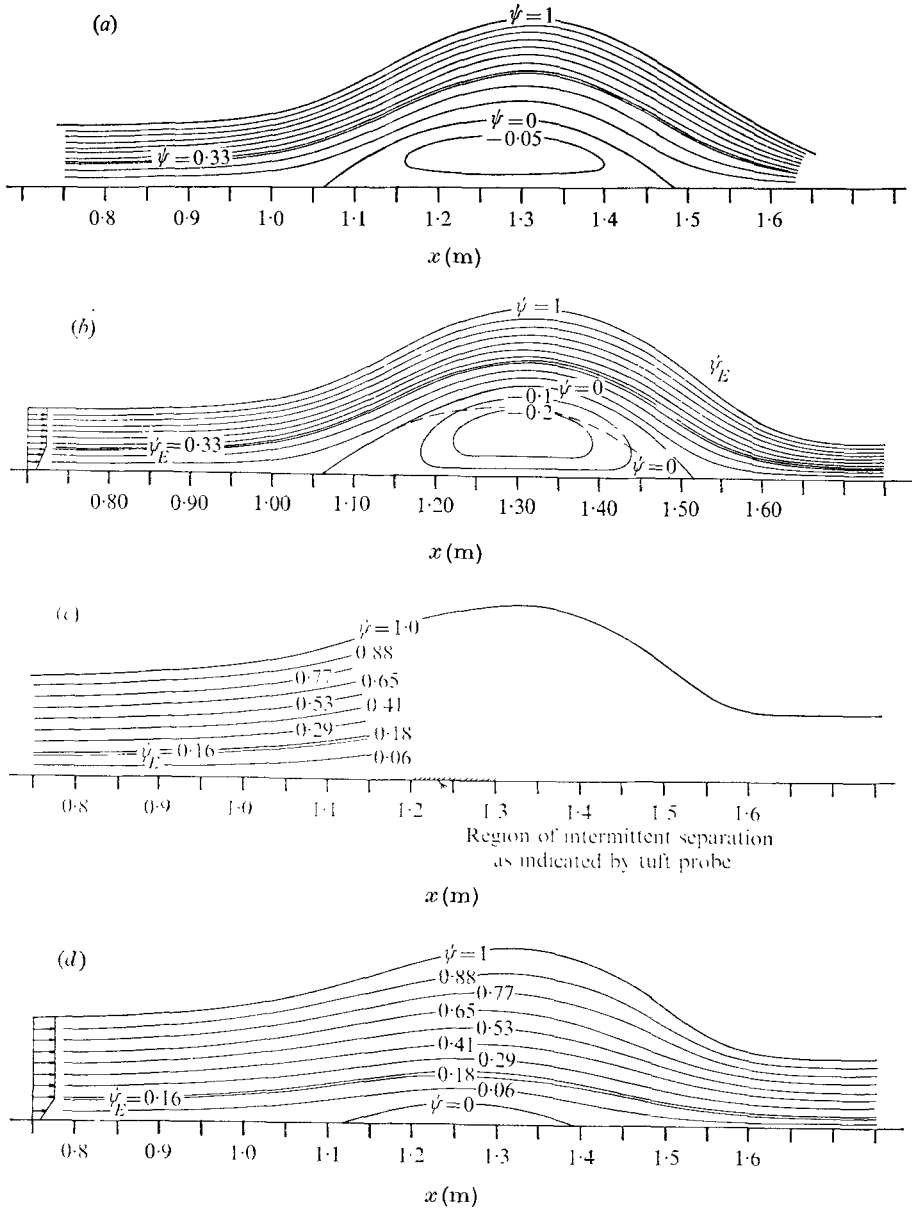 (a)
ψ=1
ψ=0
−0·05
ψ=0·33
0·8 0·9 1·0 1·1 1·2 1·3 1·4 1·5 1·6
x (m)
(b)
ψ=1
ψ_E
ψ=0
0·1
0·2
ψ_E=0·33
ψ=0
0·80 0·90 1·00 1·10 1·20 1·30 1·40 1·50 1·60
x (m)
(c)
ψ=1·0
0·88
0·77 0·65
0·53 0·41
0·29 0·18
ψ_E=0·16 0·06
0·8 0·9 1·0 1·1 1·2 1·3 1·4 1·5 1·6
Region of intermittent separation
as indicated by tuft probe
x (m)
(d)
ψ=1
0·88
0·77
0·65
0·53
0·41
0·29
0·18
ψ_E=0·16 0·06
ψ=0
0·8 0·9 1·0 1·1 1·2 1·3 1·4 1·5 1·6
x (m)